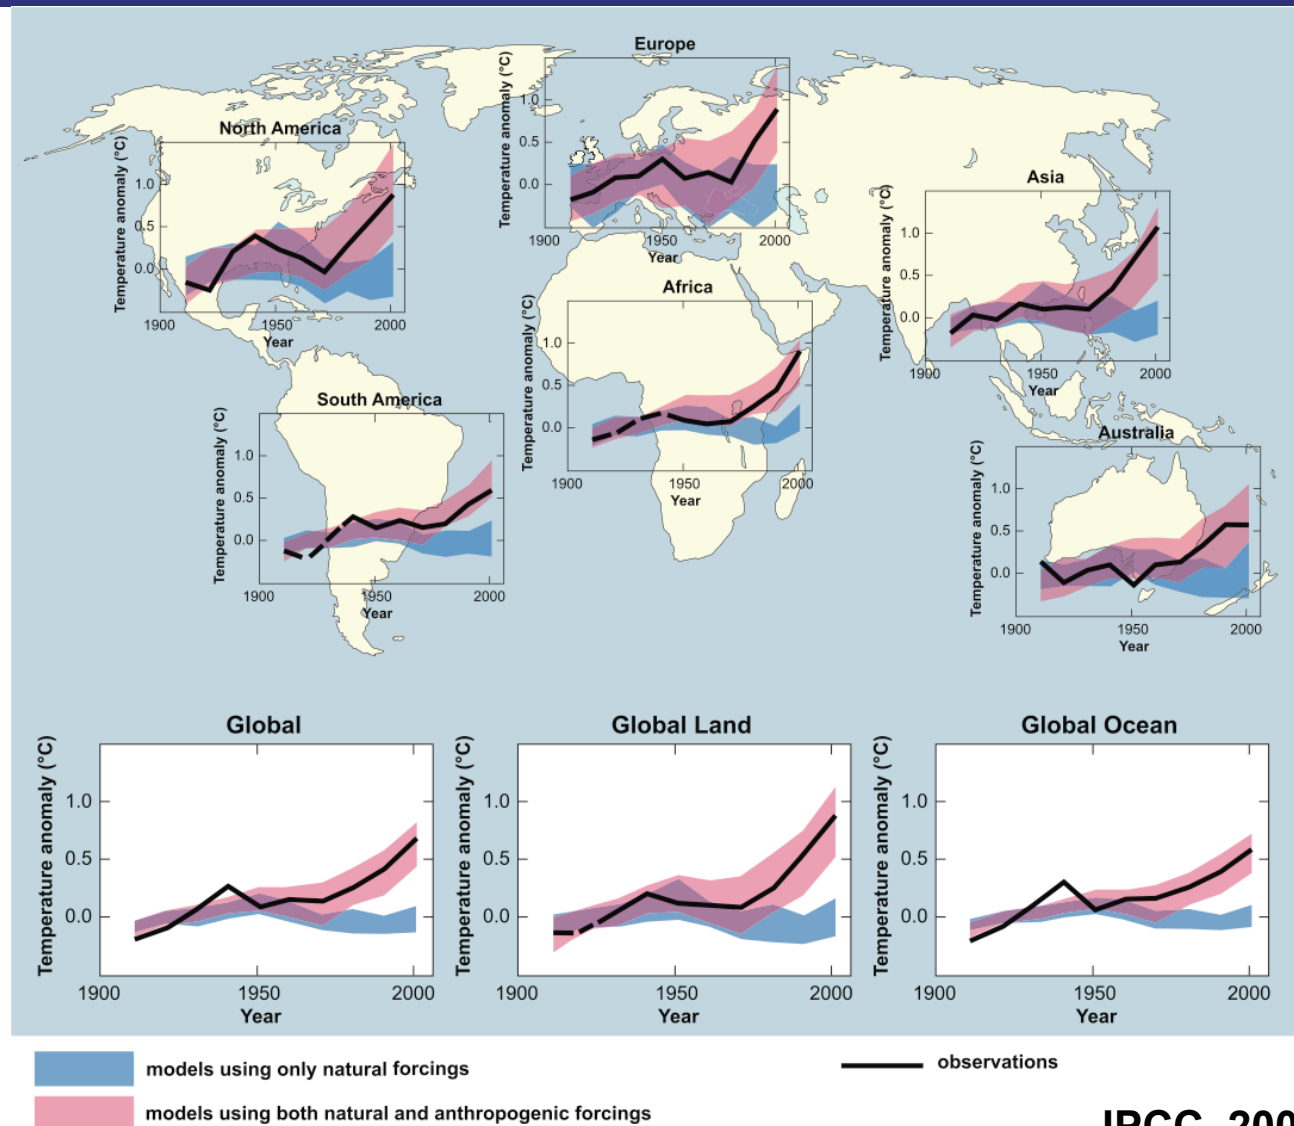 Europe
Temperature anomaly (°C)
1.0
0.5
0.0
1900
1950
2000
Year
North America
Temperature anomaly (°C)
1.0
0.5
0.0
1900
1950
2000
Year
Asia
Temperature anomaly (°C)
1.0
0.5
0.0
1900
1950
2000
Year
Africa
Temperature anomaly (°C)
1.0
0.5
0.0
1900
1950
2000
Year
South America
Temperature anomaly (°C)
1.0
0.5
0.0
1900
1950
2000
Year
Australia
Temperature anomaly (°C)
1.0
0.5
0.0
1900
1950
2000
Year
Global
Temperature anomaly (°C)
1.0
0.5
0.0
1900
1950
2000
Year
Global Land
Temperature anomaly (°C)
1.0
0.5
0.0
1900
1950
2000
Year
Global Ocean
Temperature anomaly (°C)
1.0
0.5
0.0
1900
1950
2000
Year
models using only natural forcings
observations
models using both natural and anthropogenic forcings